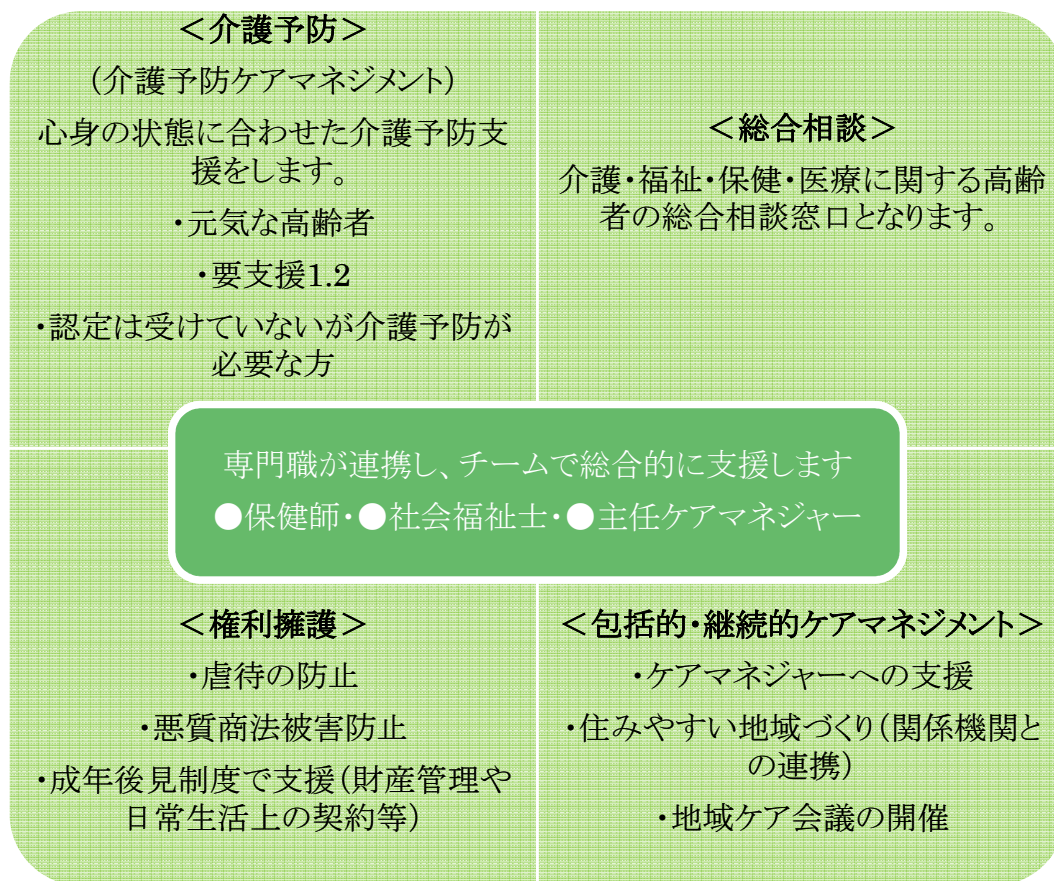 ＜介護予防＞
（介護予防ケアマネジメント）
心身の状態に合わせた介護予防支
援をします。
・元気な高齢者
・要支援1.2
・認定は受けていないが介護予防が
必要な方
＜総合相談＞
介護・福祉・保健・医療に関する高齢
者の総合相談窓口となります。
専門職が連携し、チームで総合的に支援します
●保健師・●社会福祉士・●主任ケアマネジャー
＜権利擁護＞
・虐待の防止
・悪質商法被害防止
・成年後見制度で支援（財産管理や
日常生活上の契約等）
＜包括的・継続的ケアマネジメント＞
・ケアマネジャーへの支援
・住みやすい地域づくり（関係機関と
の連携）
・地域ケア会議の開催